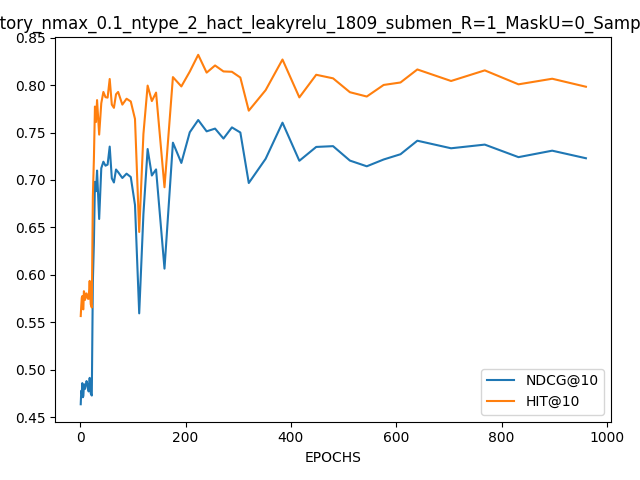 tory_nmax_0.1_ntype_2_hact_leakyrelu_1809_submen_R=1_MaskU=0_Samp
0.85
0.80
0.75
0.70
0.65
0.60
0.55
0.50
0.45
NDCG@10
HIT@10
0 200 400 600 800 1000
EPOCHS